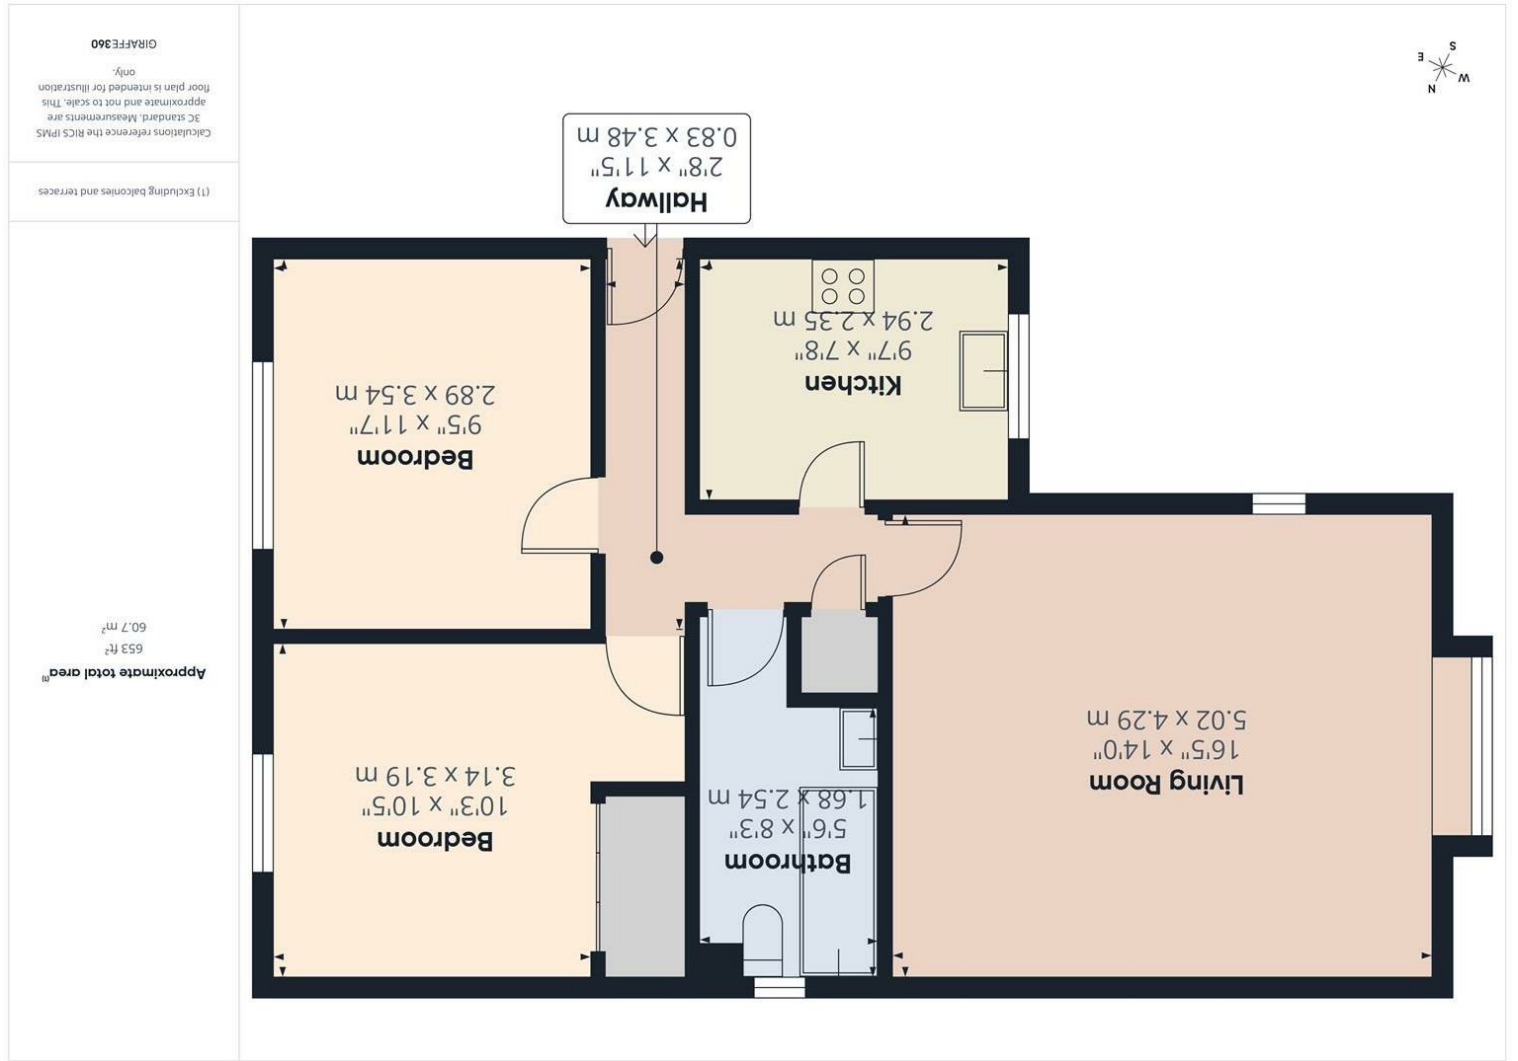 Approximate total area⁽¹⁾
653 ft²
60.7 m²
(1) Excluding balconies and terraces
Calculations reference the RICS IPMS
3C standard. Measurements are
approximate and not to scale. This
floor plan is intended for illustration
only.
GIRAFFE360
Living Room
16'5" x 14'0"
5.02 x 4.29 m
Bathroom
5'6" x 8'3"
1.68 x 2.54 m
Bedroom
10'3" x 10'5"
3.14 x 3.19 m
Kitchen
9'7" x 7'8"
2.94 x 2.35 m
Bedroom
9'5" x 11'7"
2.89 x 3.54 m
Hallway
2'8" x 11'5"
0.83 x 3.48 m
N
W
E
S